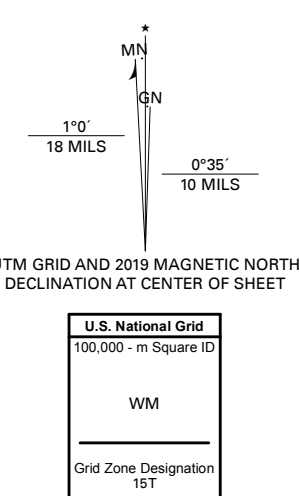 ★
MN
GN
1°0´
18 MILS
0°35´
10 MILS
UTM GRID AND 2019 MAGNETIC NORTH
DECLINATION AT CENTER OF SHEET
U.S. National Grid
100,000 - m Square ID
WM
Grid Zone Designation
15T